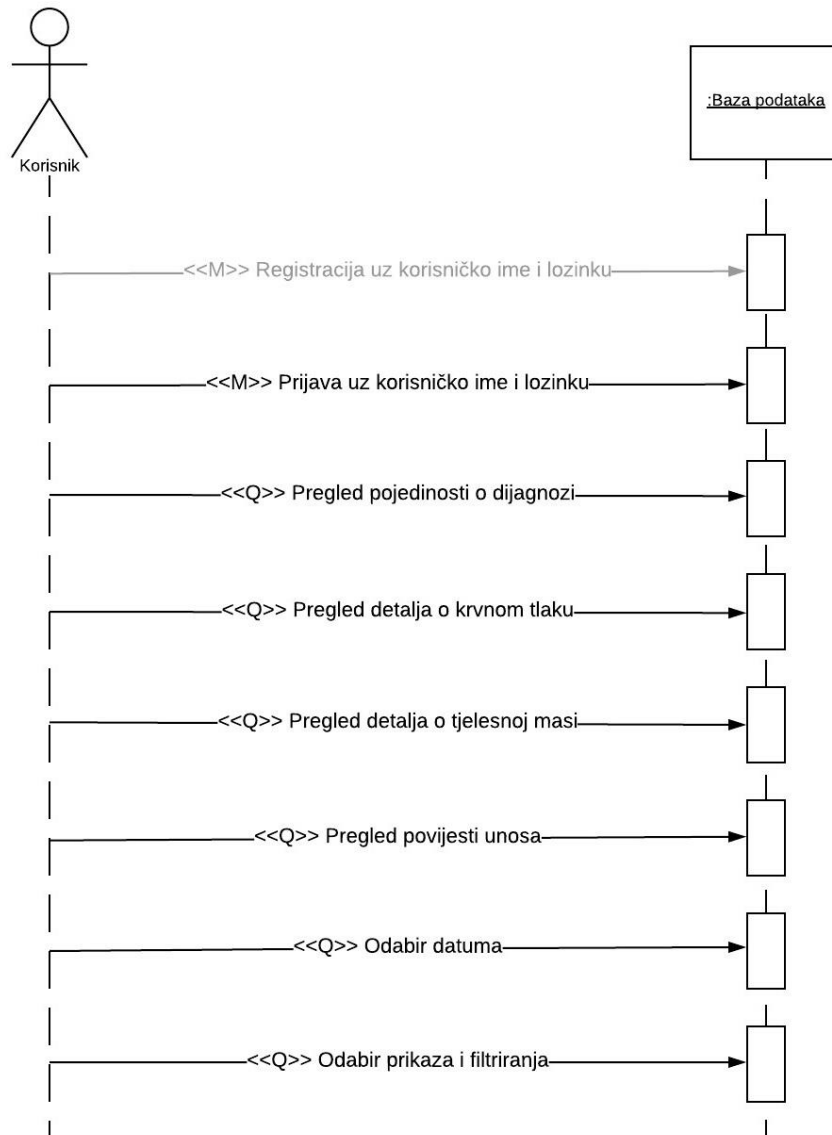 :Baza podataka
Korisnik
<<M>> Registracija uz korisničko ime i lozinku
<<M>> Prijava uz korisničko ime i lozinku
<<Q>> Pregled pojedinosti o dijagnozi
<<Q>> Pregled detalja o krvnom tlaku
<<Q>> Pregled detalja o tjelesnoj masi
<<Q>> Pregled povijesti unosa
<<Q>> Odabir datuma
<<Q>> Odabir prikaza i filtriranja